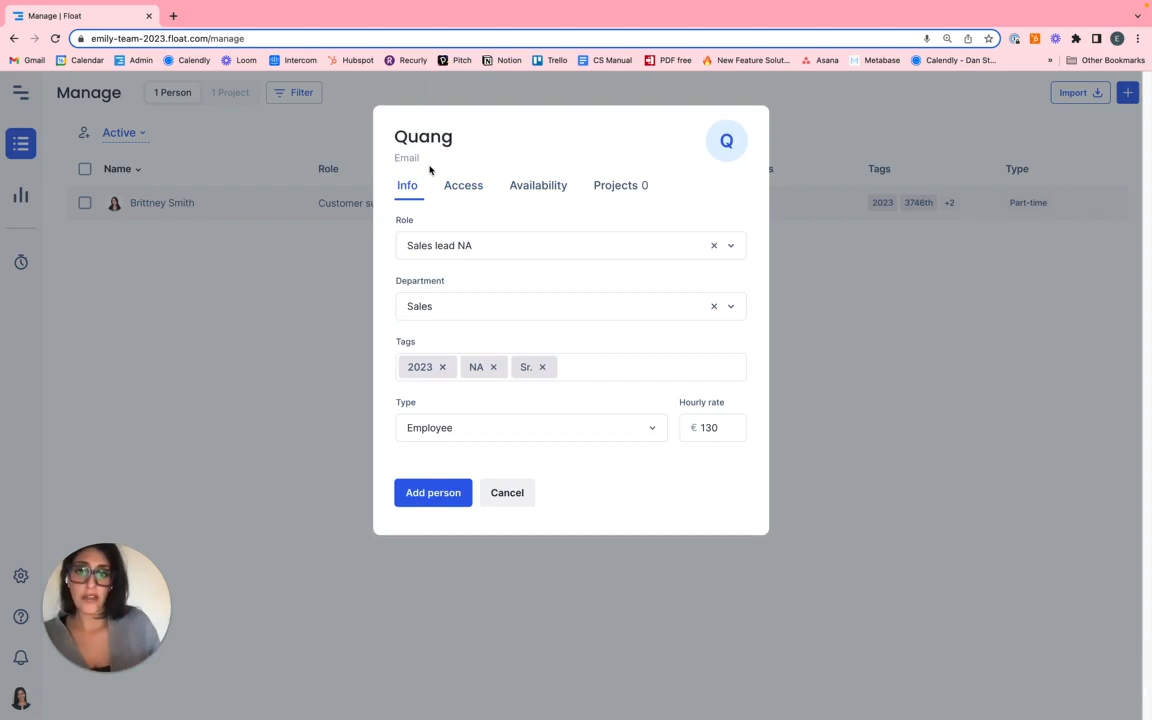 Manage | Float
emily-team-2023.float.com/manage
E
Gmail Calendar Admin Calendly Loom Intercom Hubspot Recurly Pitch Notion Trello CS Manual PDF free New Feature Solut... Asana Metabase Calendly - Dan St... » Other Bookmarks
Manage 1 Person 1 Project Filter Import
Active
Name Role s Tags Type
Brittney Smith Customer su 2023 3746th +2 Part-time
Quang
Q
Email
Info Access Availability Projects 0
Role
Sales lead NA
Department
Sales
Tags
2023 NA Sr.
Type Hourly rate
Employee € 130
Add person Cancel